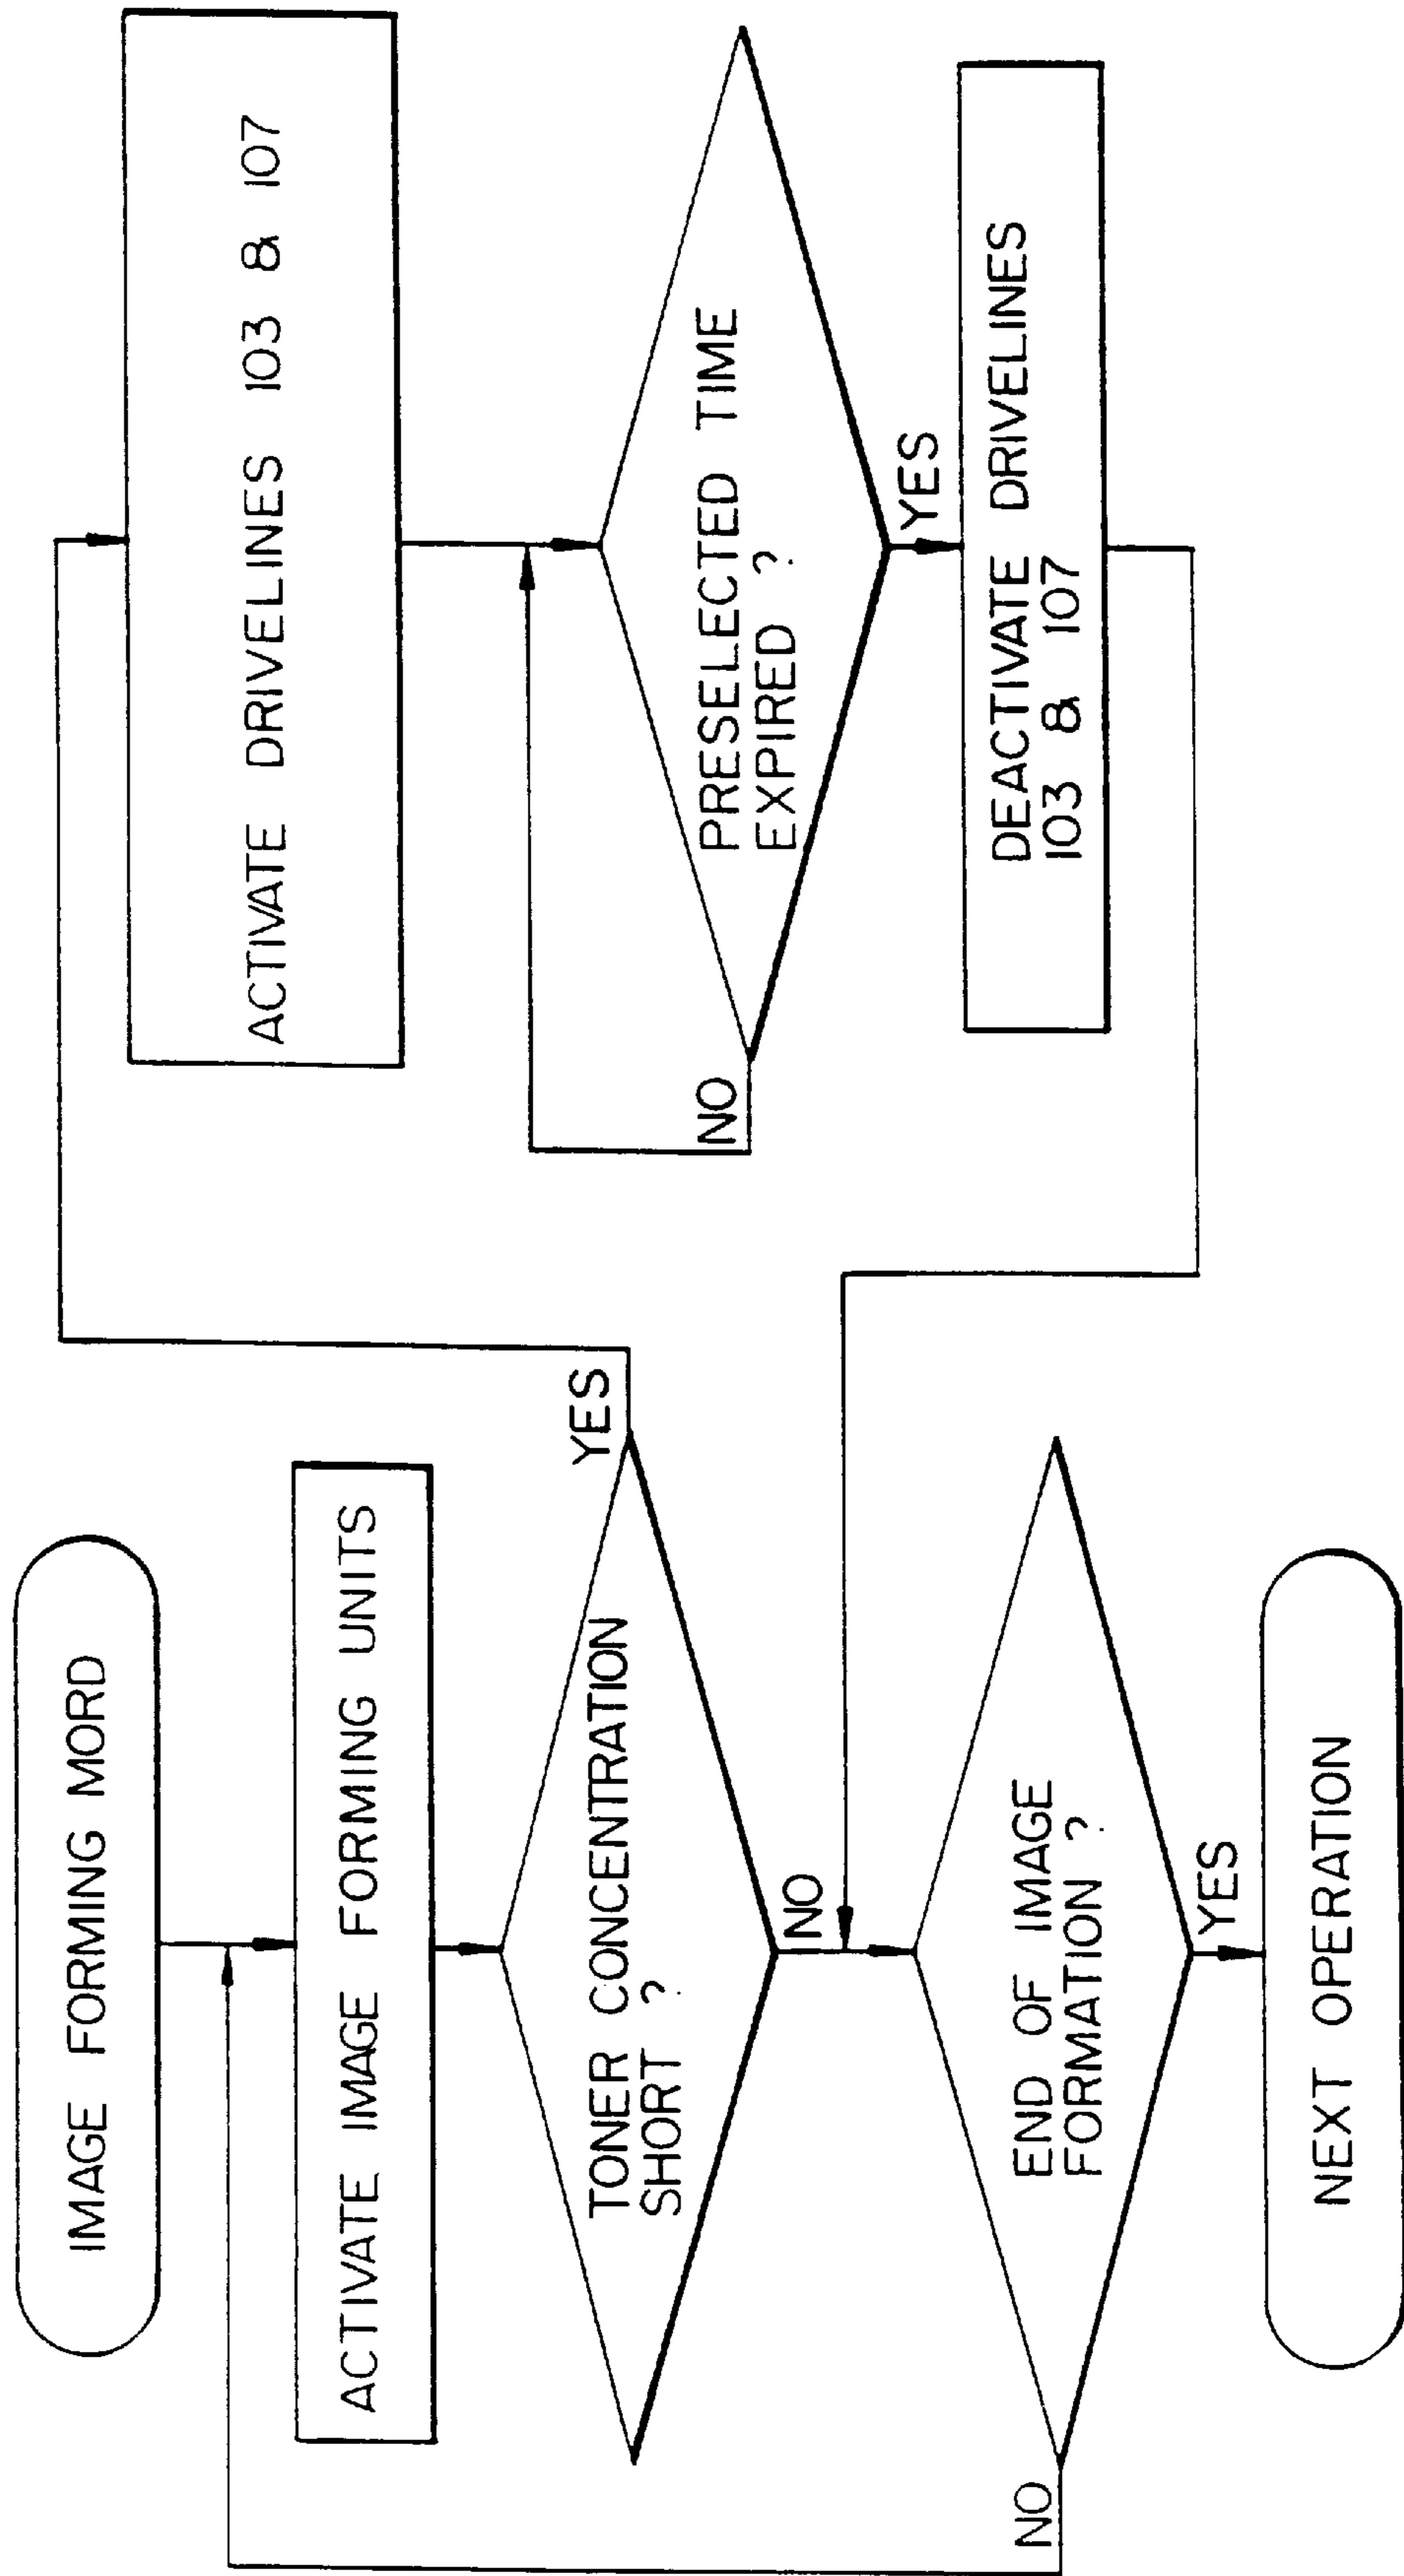 IMAGE FORMING MORD
ACTIVATE IMAGE FORMING UNITS
TONER CONCENTRATION
SHORT ?
YES
NO
END OF IMAGE
FORMATION ?
NO
YES
NEXT OPERATION
ACTIVATE DRIVELINES 103 & 107
PRESELECTED TIME
EXPIRED ?
NO
YES
DEACTIVATE DRIVELINES
103 & 107